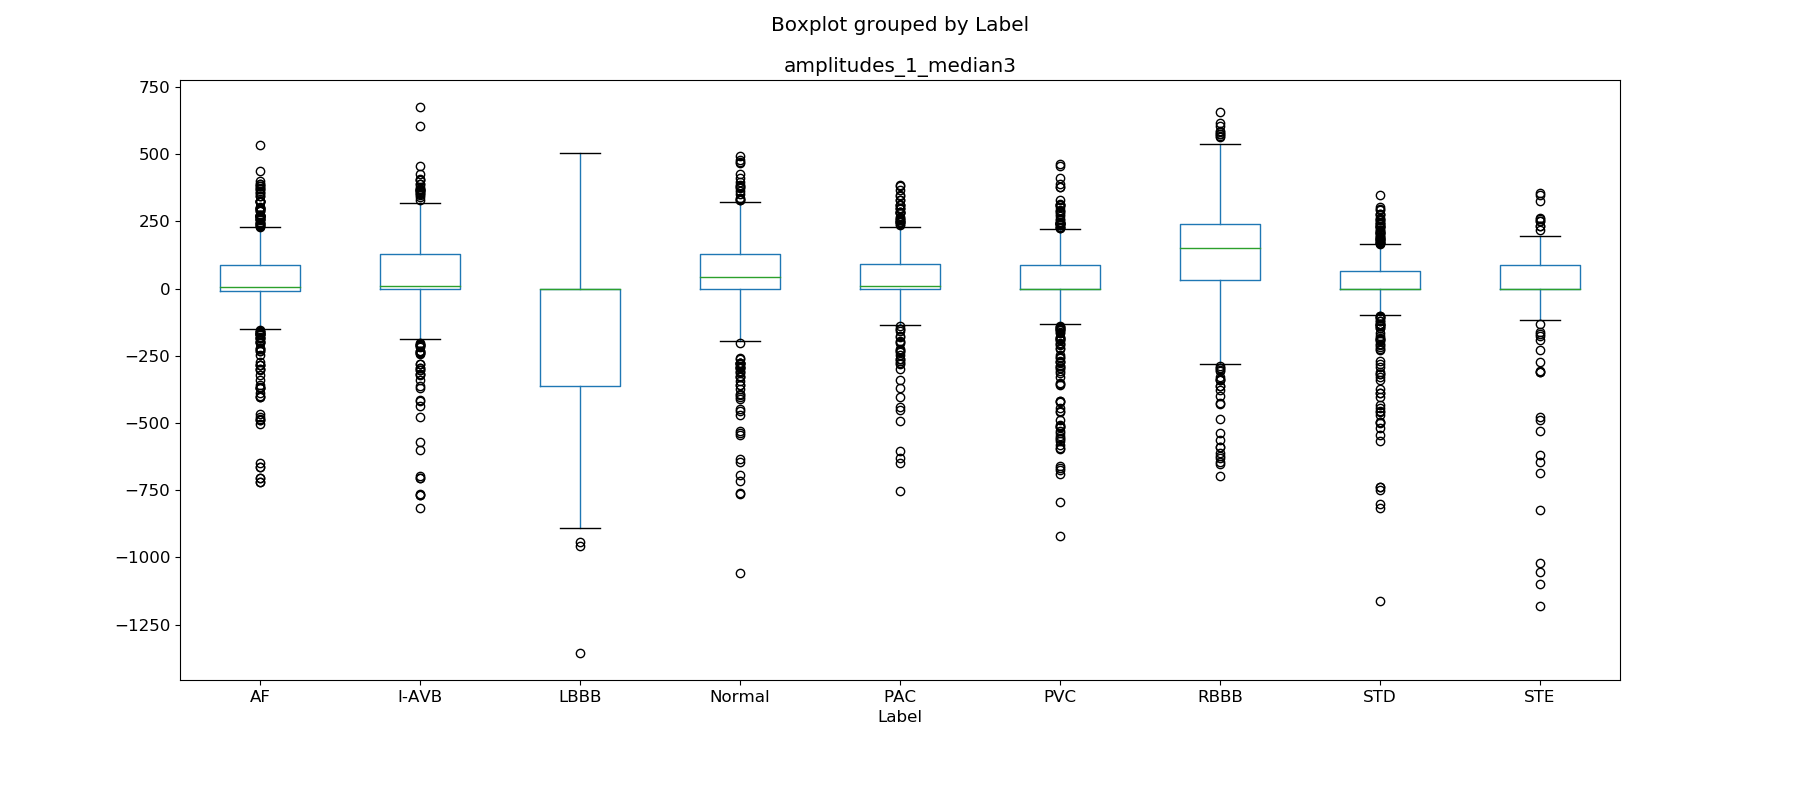 Boxplot grouped by Label
amplitudes_1_median3
750
500
250
0
−250
−500
−750
−1000
−1250
AF I-AVB LBBB Normal PAC PVC RBBB STD STE
Label